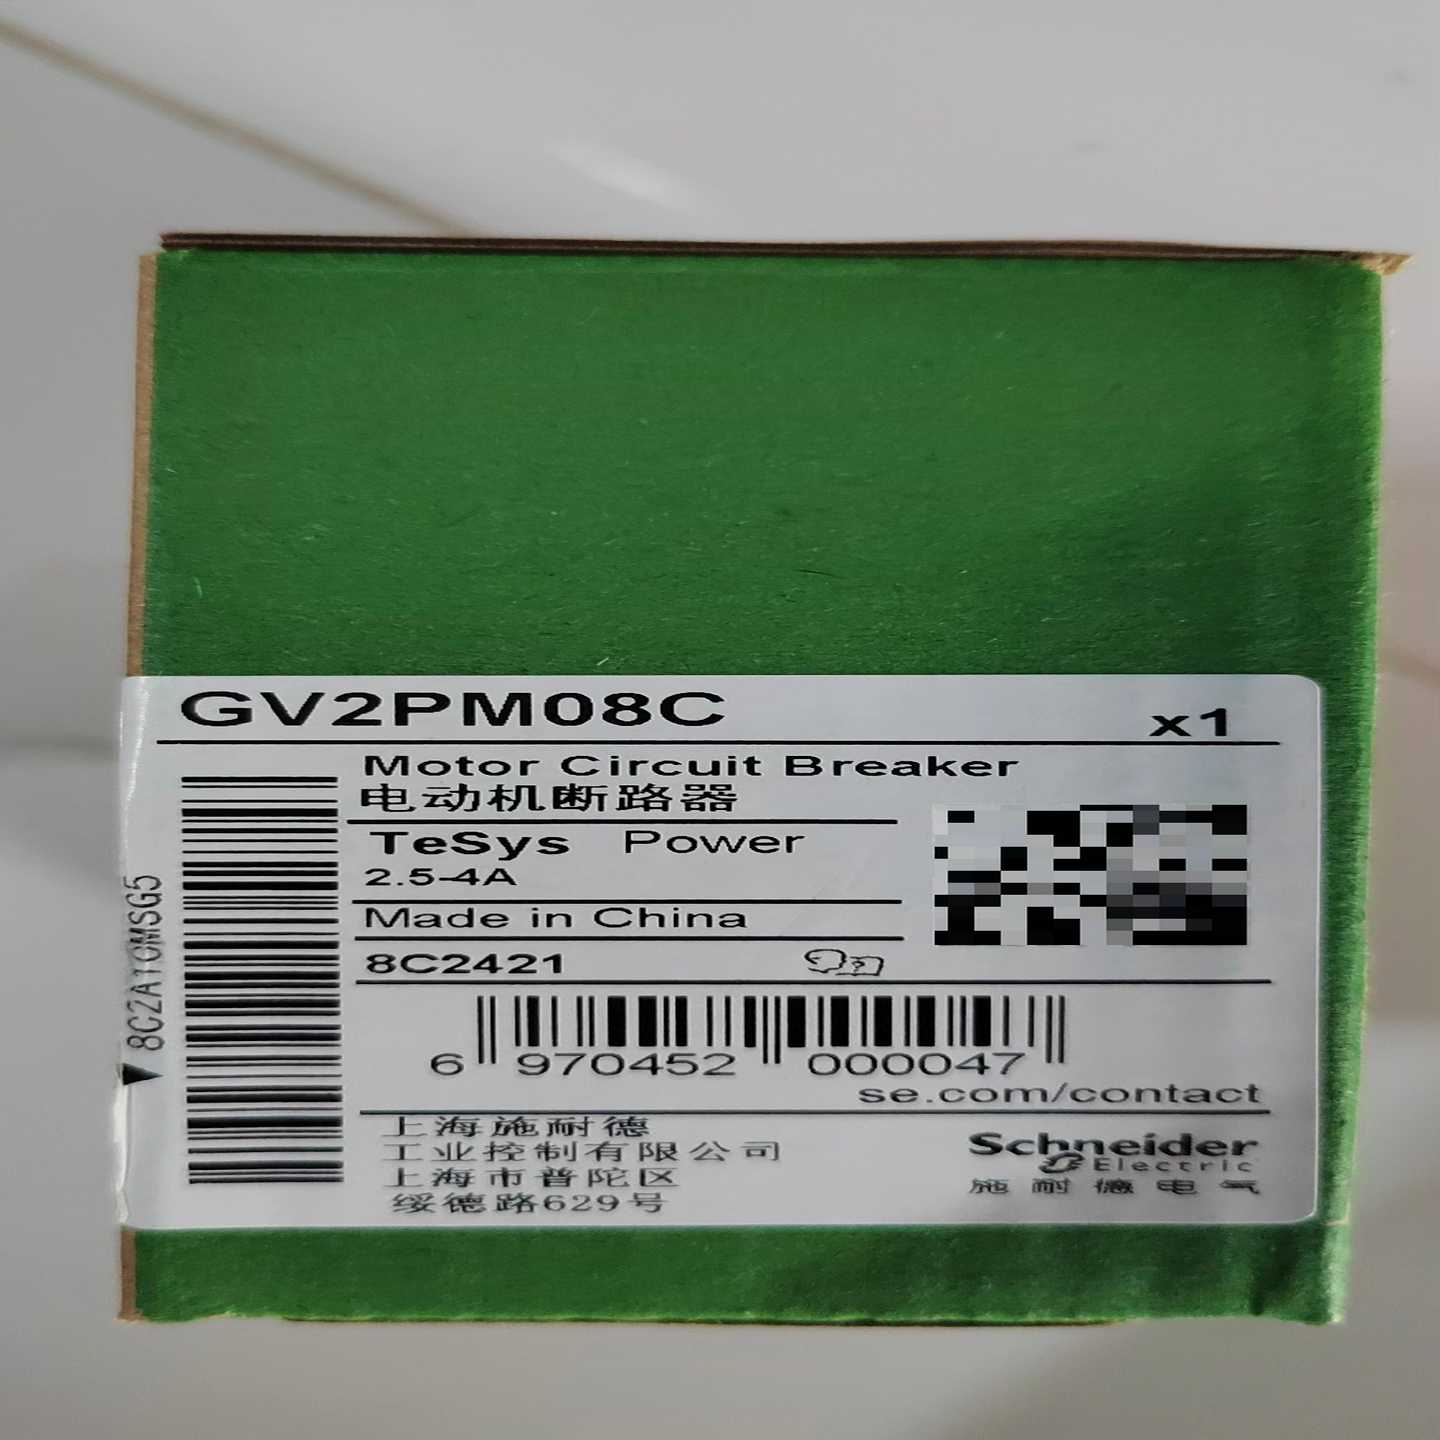 GV2PM08C
x1
Motor Circuit Breaker
电动机断路器
TeSys Power
2.5-4A
Made in China
8C2421
8C2A1CMSG5
6 970452 000047
se.com/contact
上海施耐德
工业控制有限公司
上海市普陀区
绥德路629号
Schneider
Electric
施耐德电气